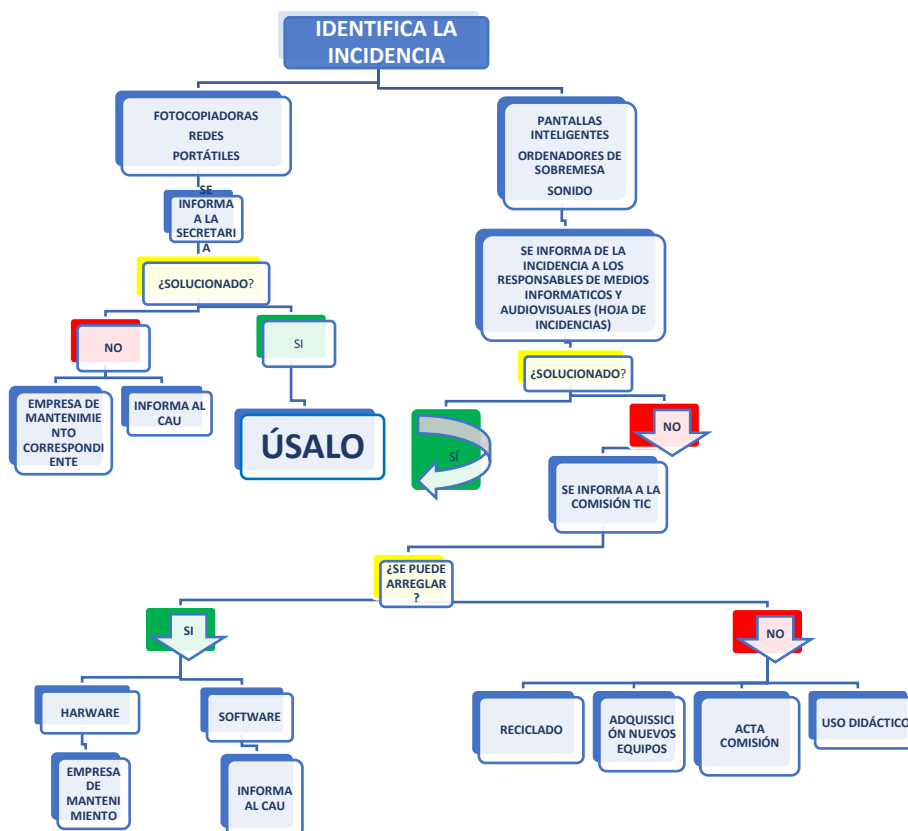 IDENTIFICA LA
INCIDENCIA
FOTOCOPIADORAS
REDES
PORTÁTILES
PANTALLAS
INTELIGENTES
ORDENADORES DE
SOBREMESA
SONIDO
SE
INFORMA
A LA
SECRETARI
A
SE INFORMA DE LA
INCIDENCIA A LOS
RESPONSABLES DE MEDIOS
INFORMATICOS Y
AUDIOVISUALES (HOJA DE
INCIDENCIAS)
¿SOLUCIONADO?
NO
SI
EMPRESA DE
MANTENIMIE
NTO
CORRESPONDI
ENTE
INFORMA AL
CAU
ÚSALO
¿SOLUCIONADO?
SÍ
NO
SE INFORMA A LA
COMISIÓN TIC
¿SE PUEDE
ARREGLAR
?
SI
NO
HARWARE
SOFTWARE
EMPRESA
DE
MANTENI
MIENTO
INFORMA
AL CAU
RECICLADO
ADQUISSICI
ÓN NUEVOS
EQUIPOS
ACTA
COMISIÓN
USO DIDÁCTICO